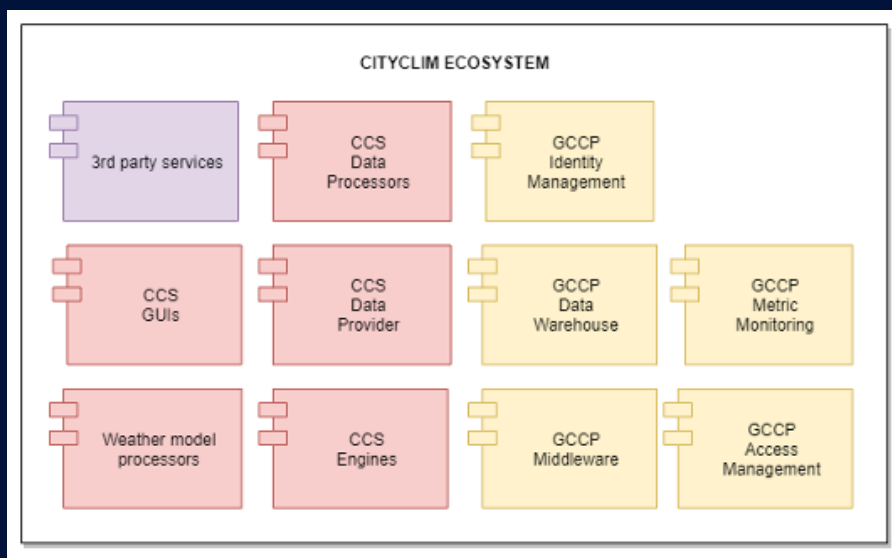 CITYCLIM ECOSYSTEM
3rd party services
CCS
Data
Processors
GCCP
Identity
Management
CCS
GUIs
CCS
Data
Provider
GCCP
Data
Warehouse
GCCP
Metric
Monitoring
Weather model
processors
CCS
Engines
GCCP
Middleware
GCCP
Access
Management